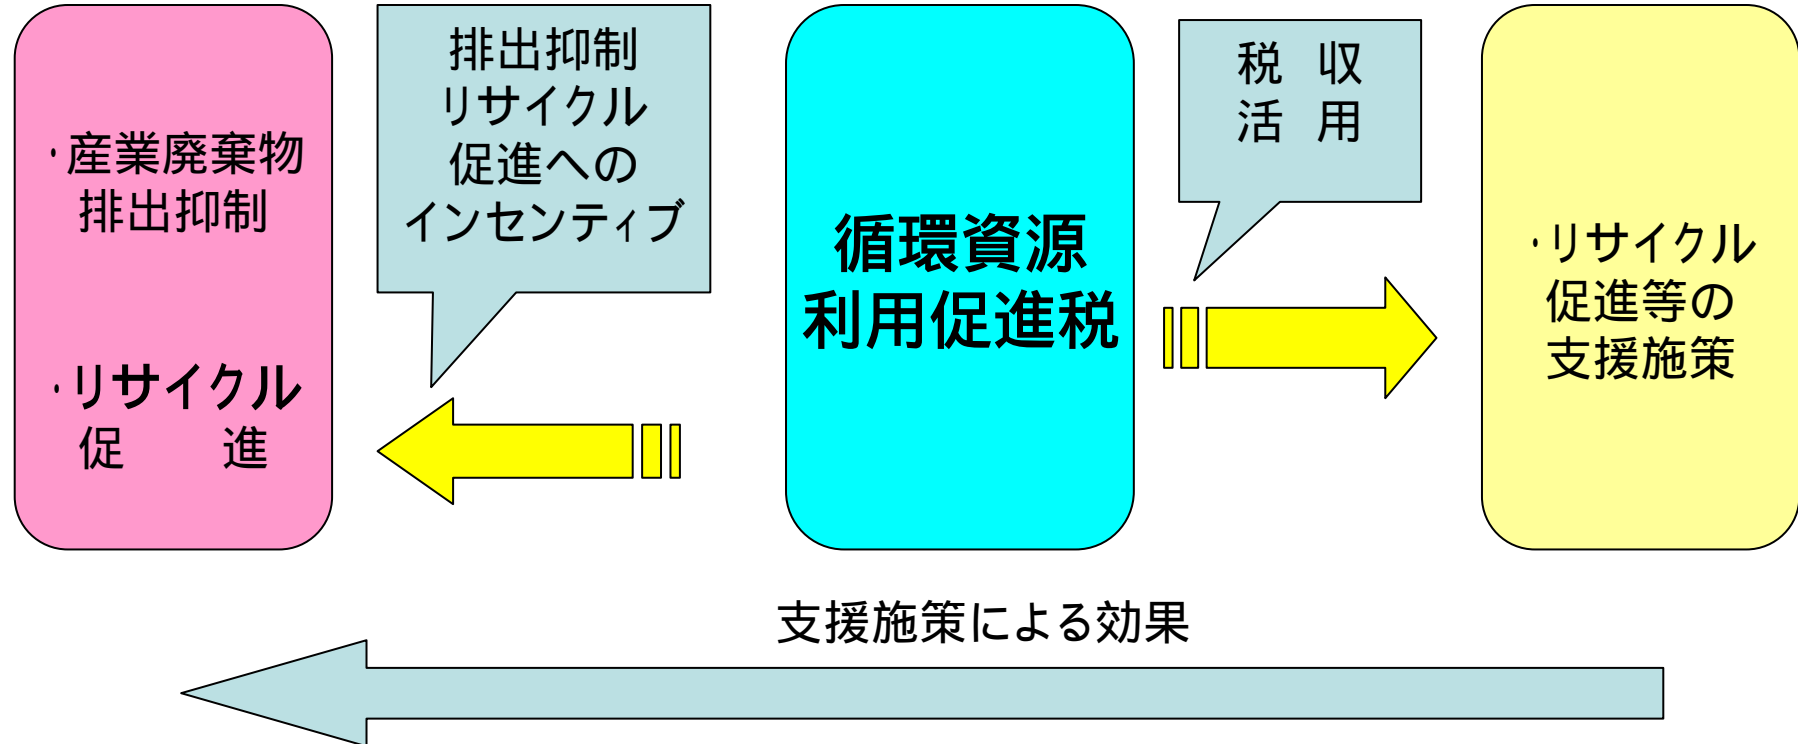 ・産業廃棄物
排出抑制
・リサイクル
促　　進
排出抑制
リサイクル
促進への
インセンティブ
循環資源
利用促進税
税　収
活　用
・リサイクル
促進等の
支援施策
支援施策による効果